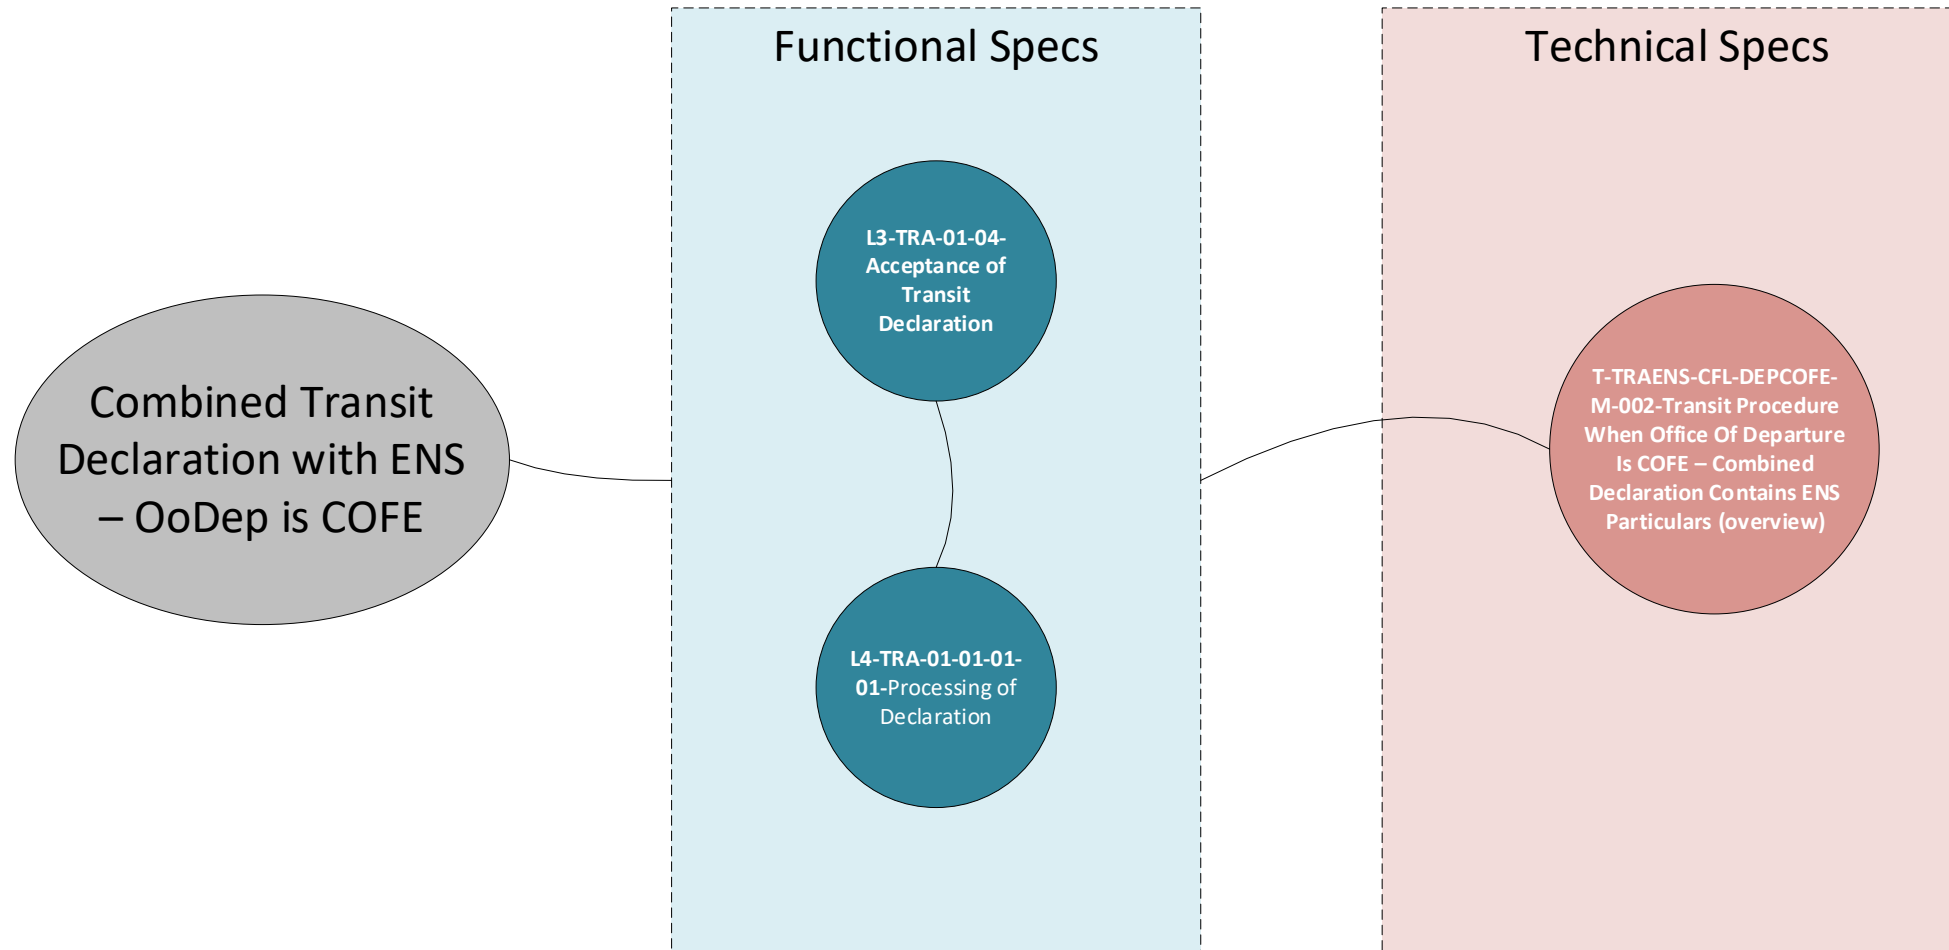 Combined Transit
Declaration with ENS
– OoDep is COFE
Functional Specs
L3-TRA-01-04-
Acceptance of
Transit
Declaration
L4-TRA-01-01-01-
01-Processing of
Declaration
Technical Specs
T-TRAENS-CFL-DEPCOFE-
M-002-Transit Procedure
When Office Of Departure
Is COFE – Combined
Declaration Contains ENS
Particulars (overview)